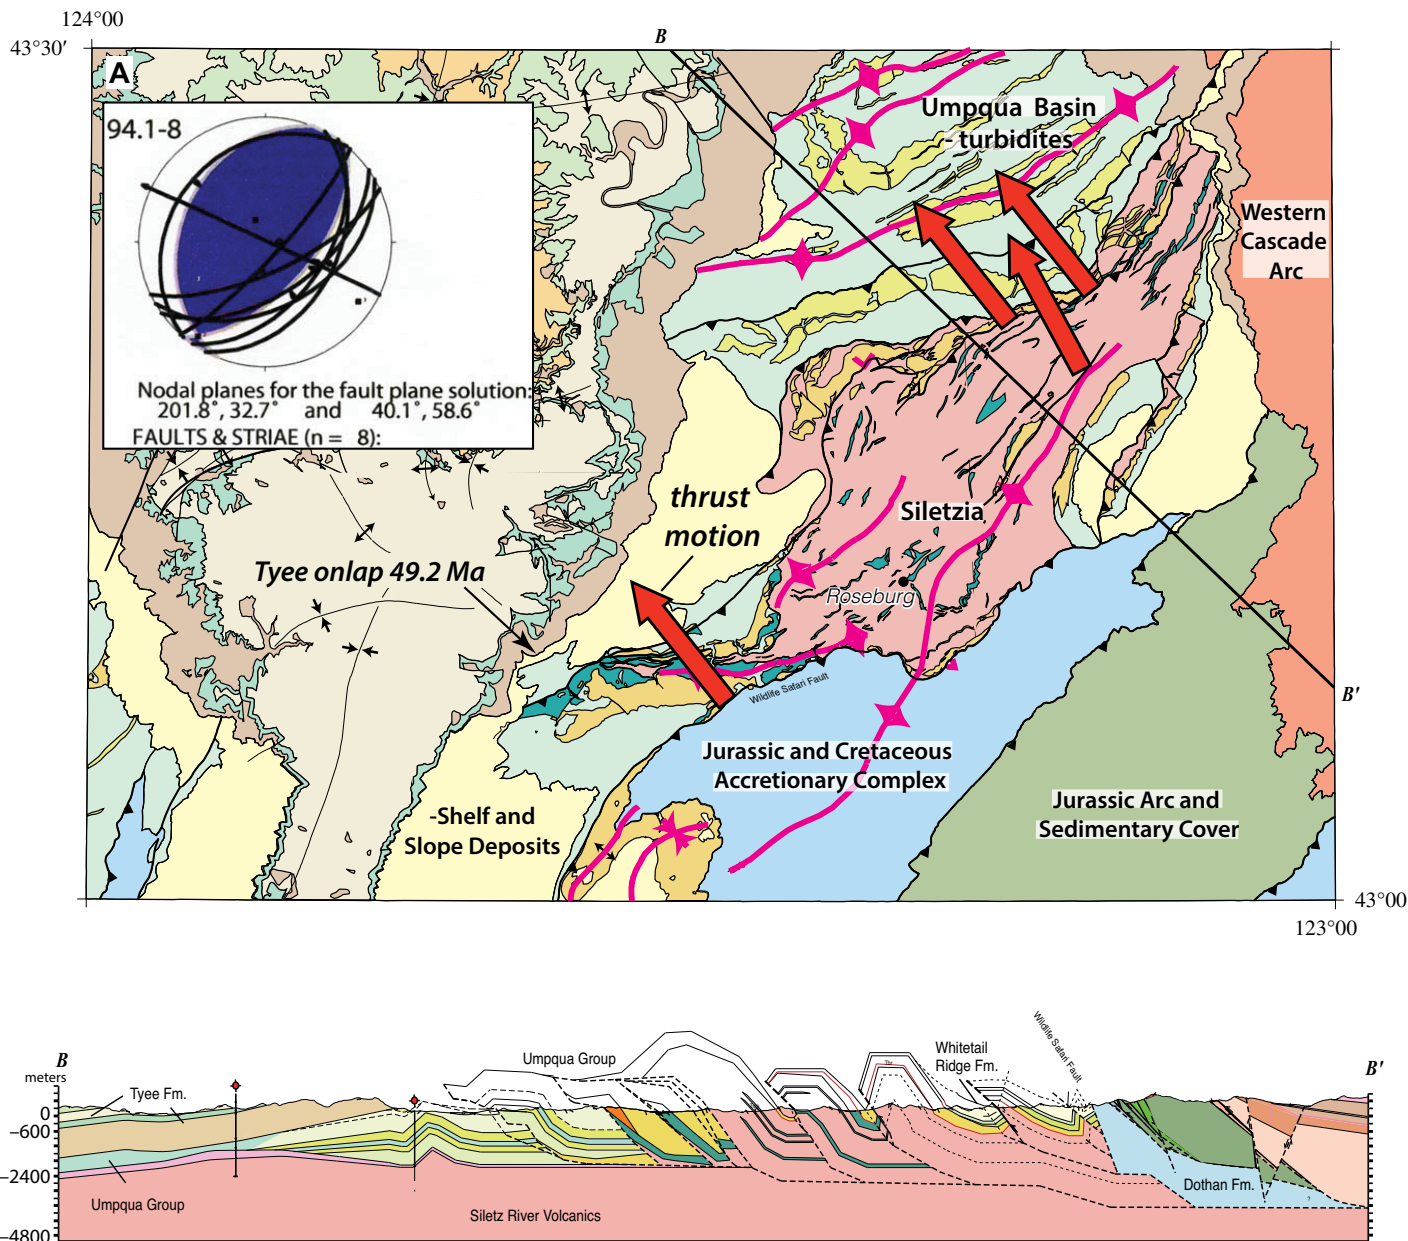 124°00
43°30′
B
A
94.1-8
Nodal planes for the fault plane solution:
201.8˚, 32.7˚ and 40.1˚, 58.6˚
FAULTS & STRIAE (n = 8):
Umpqua Basin
- turbidites
Western
Cascade
Arc
thrust
motion
Siletzia
Tyee onlap 49.2 Ma
Roseburg
Wildlife Safari Fault
B′
Jurassic and Cretaceous
Accretionary Complex
-Shelf and
Slope Deposits
Jurassic Arc and
Sedimentary Cover
43°00
123°00
B
meters
0
−600
−2400
−4800
Tyee Fm.
Umpqua Group
Umpqua Group
Siletz River Volcanics
Whitetail
Ridge Fm.
Wildlife Safari Fault
Dothan Fm.
?
B′